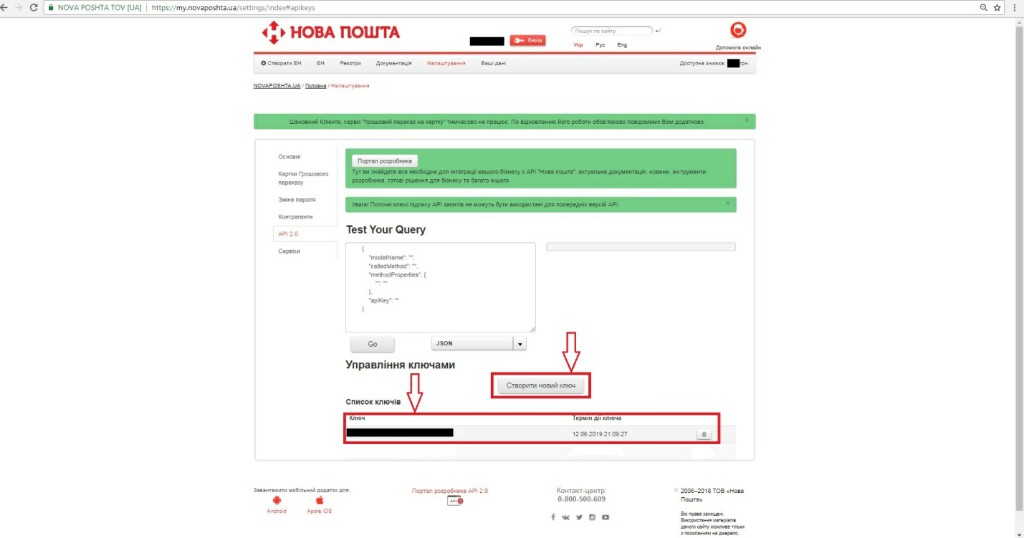 NOVA POSHTA TOV [UA] | https://my.novaposhta.ua/settings/index#apikeys
НОВА ПОШТА
Вихід
Пошук по сайту
Укр Рус Eng
Допомога онлайн
Створити ЕН ЕН Реєстри Документація Налаштування Ваші дані Доступна знижка: грн
NOVAPOSHTA.UA / Головна / Налаштування
Шановний Клієнте, сервіс "Грошовий переказ на картку" тимчасово не працює. По відновленню його роботи обов'язково повідомимо Вам додатково.
Основні
Картки Грошового
переказу
Зміна пароля
Контрагенти
API 2.0
Сервіси
Портал розробника
Тут ви знайдете все необхідне для інтеграції вашого бізнесу з API "Нова пошта": актуальна документація, новини, інструменти
розробника, готові рішення для бізнесу та багато іншого.
Увага! Поточні ключі підпису API запитів не можуть бути використані для попередніх версій API.
Test Your Query
{
"modelName": "",
"calledMethod": "",
"methodProperties": {
"": ""
},
"apiKey": ""
}
Go
JSON
Управління ключами
Створити новий ключ
Список ключів
Ключ Термін дії ключа
12.06.2019 21:09:27
Завантажити мобільний додаток для:
Android Apple iOS
Портал розробника API 2.0
API
Контакт-центр
0-800-500-609
© 2006–2018 ТОВ «Нова
Пошта»
Всі права захищені.
Використання матеріалів
даного сайту можливе тільки
з посиланням на джерело.